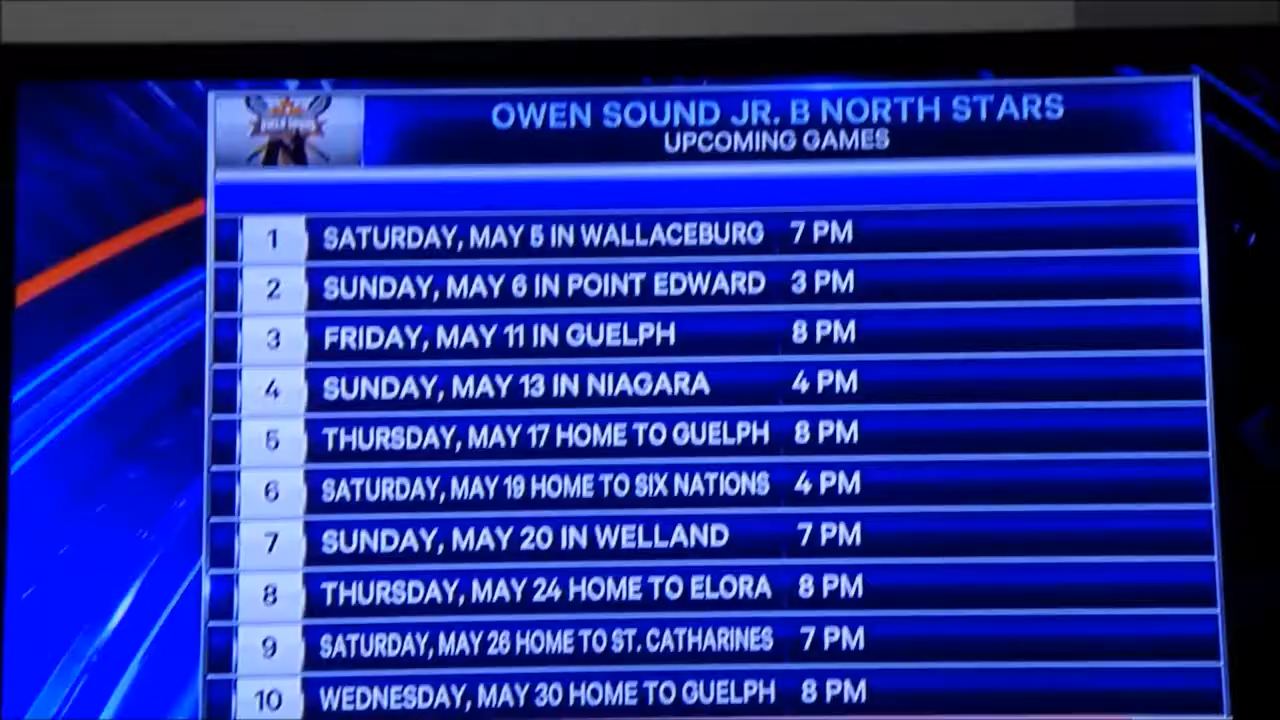 OWEN SOUND JR. B NORTH STARS
UPCOMING GAMES
1 SATURDAY, MAY 5 IN WALLACEBURG 7 PM
2 SUNDAY, MAY 6 IN POINT EDWARD 3 PM
3 FRIDAY, MAY 11 IN GUELPH 8 PM
4 SUNDAY, MAY 13 IN NIAGARA 4 PM
5 THURSDAY, MAY 17 HOME TO GUELPH 8 PM
6 SATURDAY, MAY 19 HOME TO SIX NATIONS 4 PM
7 SUNDAY, MAY 20 IN WELLAND 7 PM
8 THURSDAY, MAY 24 HOME TO ELORA 8 PM
9 SATURDAY, MAY 26 HOME TO ST. CATHARINES 7 PM
10 WEDNESDAY, MAY 30 HOME TO GUELPH 8 PM